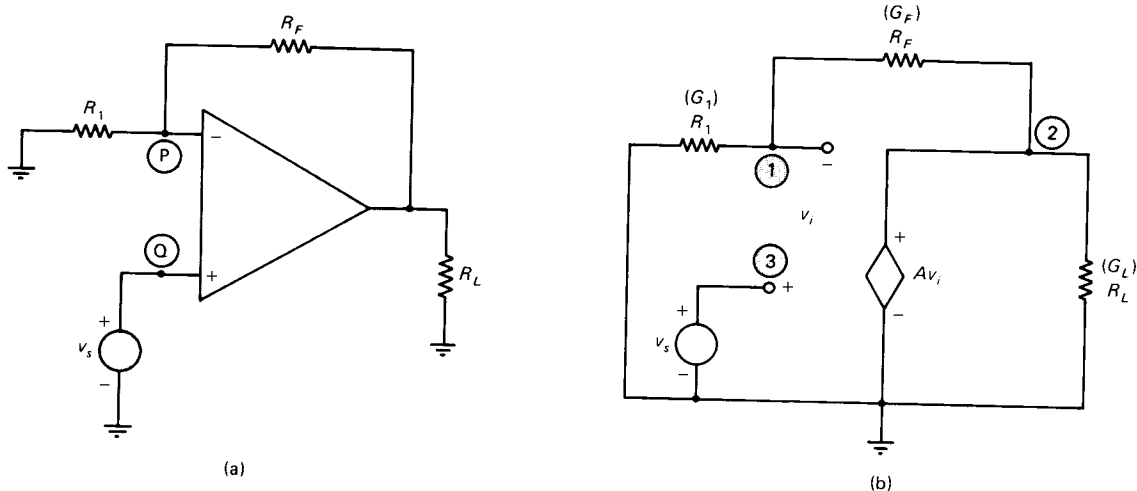 R_F
R_1
−
P
Q
+
R_L
+
v_s
−
(a)
(G_F)
R_F
(G_1)
R_1
2
1
−
v_i
3
+
+
Av_i
−
(G_L)
R_L
+
v_s
−
(b)